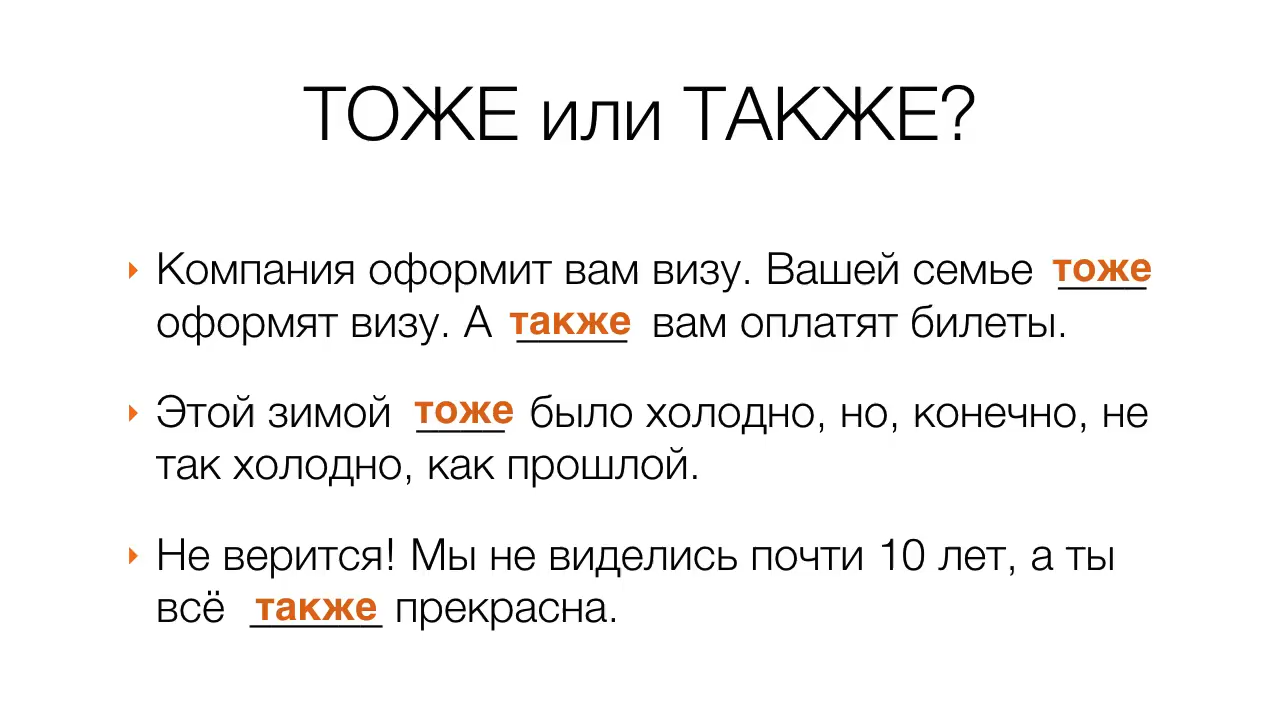 ТОЖЕ или ТАКЖЕ?
Компания оформит вам визу. Вашей семье тоже
оформят визу. А также вам оплатят билеты.
Этой зимой тоже было холодно, но, конечно, не
так холодно, как прошлой.
Не верится! Мы не виделись почти 10 лет, а ты
всё также прекрасна.